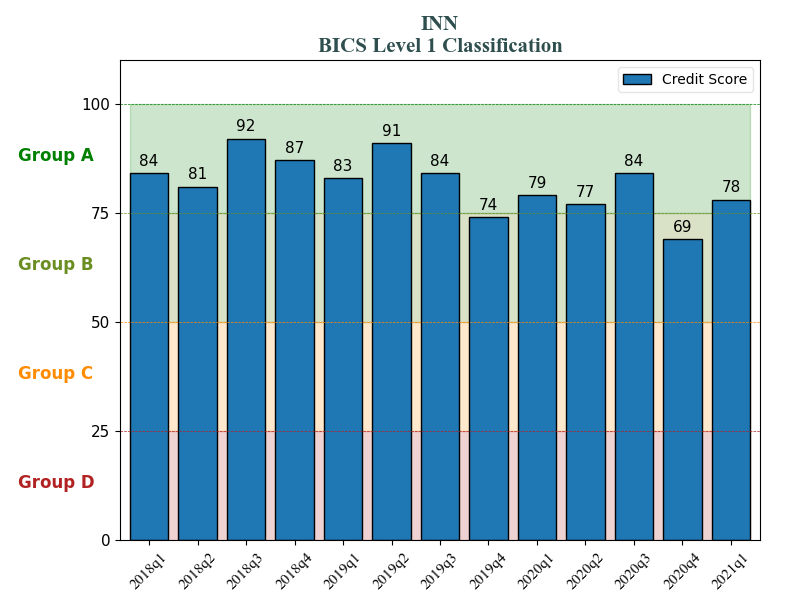 INN
BICS Level 1 Classification
Credit Score
100
75
50
25
0
Group A
Group B
Group C
Group D
84
81
92
87
83
91
84
74
79
77
84
69
78
2018q1
2018q2
2018q3
2018q4
2019q1
2019q2
2019q3
2019q4
2020q1
2020q2
2020q3
2020q4
2021q1